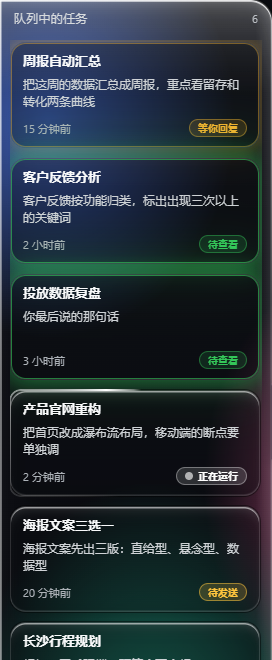 队列中的任务 6
周报自动汇总
把这周的数据汇总成周报，重点看留存和
转化两条曲线
15 分钟前 等你回复
客户反馈分析
客户反馈按功能归类，标出出现三次以上
的关键词
2 小时前 待查看
投放数据复盘
你最后说的那句话
3 小时前 待查看
产品官网重构
把首页改成瀑布流布局，移动端的断点要
单独调
2 分钟前 正在运行
海报文案三选一
海报文案先出三版：直给型、悬念型、数
据型
20 分钟前 待发送
长沙行程规划